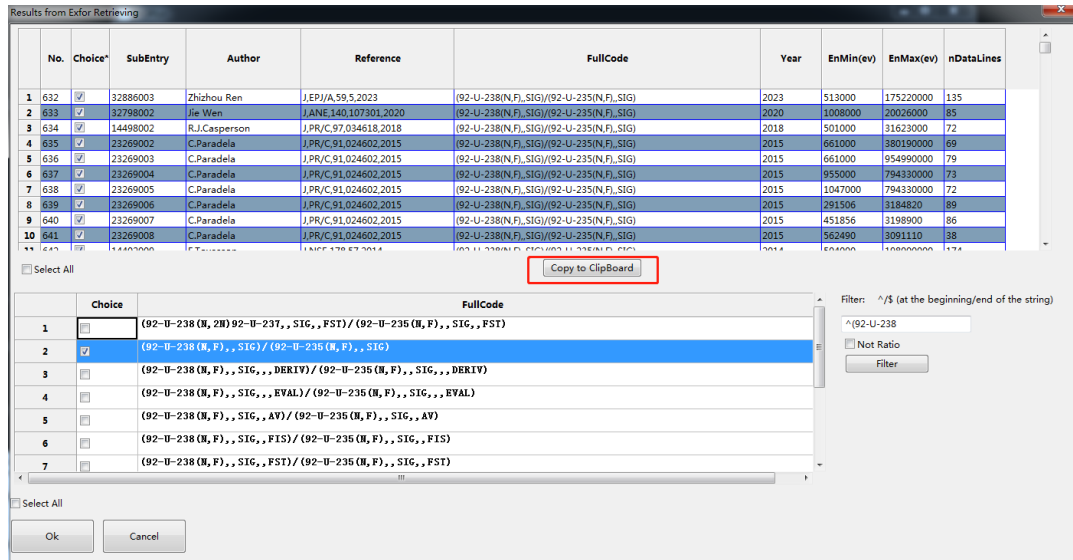 Results from Exfor Retrieving
No. Choice* SubEntry Author Reference FullCode Year EnMin(ev) EnMax(ev) nDataLines
1 632 32886003 Zhizhou Ren J,EPJ/A,59,5,2023 (92-U-238(N,F),,SIG)/(92-U-235(N,F),,SIG) 2023 513000 175220000 135
2 633 32798002 Jie Wen J,ANE,140,107301,2020 (92-U-238(N,F),,SIG)/(92-U-235(N,F),,SIG) 2020 1008000 20026000 85
3 634 14498002 R.J.Casperson J,PR/C,97,034618,2018 (92-U-238(N,F),,SIG)/(92-U-235(N,F),,SIG) 2018 501000 31623000 72
4 635 23269002 C.Paradela J,PR/C,91,024602,2015 (92-U-238(N,F),,SIG)/(92-U-235(N,F),,SIG) 2015 661000 380190000 69
5 636 23269003 C.Paradela J,PR/C,91,024602,2015 (92-U-238(N,F),,SIG)/(92-U-235(N,F),,SIG) 2015 661000 954990000 79
6 637 23269004 C.Paradela J,PR/C,91,024602,2015 (92-U-238(N,F),,SIG)/(92-U-235(N,F),,SIG) 2015 955000 794330000 73
7 638 23269005 C.Paradela J,PR/C,91,024602,2015 (92-U-238(N,F),,SIG)/(92-U-235(N,F),,SIG) 2015 1047000 794330000 72
8 639 23269006 C.Paradela J,PR/C,91,024602,2015 (92-U-238(N,F),,SIG)/(92-U-235(N,F),,SIG) 2015 291506 3184820 89
9 640 23269007 C.Paradela J,PR/C,91,024602,2015 (92-U-238(N,F),,SIG)/(92-U-235(N,F),,SIG) 2015 451856 3198900 86
10 641 23269008 C.Paradela J,PR/C,91,024602,2015 (92-U-238(N,F),,SIG)/(92-U-235(N,F),,SIG) 2015 562490 3091110 38
Select All Copy to ClipBoard
Choice FullCode
Filter: ^/$ (at the beginning/end of the string)
1 (92-U-238(N,2N)92-U-237,,SIG,,FST)/(92-U-235(N,F),,SIG,,FST)
^(92-U-238
2 (92-U-238(N,F),,SIG)/(92-U-235(N,F),,SIG)
Not Ratio
Filter
3 (92-U-238(N,F),,SIG,,,DERIV)/(92-U-235(N,F),,SIG,,,DERIV)
4 (92-U-238(N,F),,SIG,,,EVAL)/(92-U-235(N,F),,SIG,,,EVAL)
5 (92-U-238(N,F),,SIG,,AV)/(92-U-235(N,F),,SIG,,AV)
6 (92-U-238(N,F),,SIG,,FIS)/(92-U-235(N,F),,SIG,,FIS)
7 (92-U-238(N,F),,SIG,,FST)/(92-U-235(N,F),,SIG,,FST)
Select All
Ok Cancel